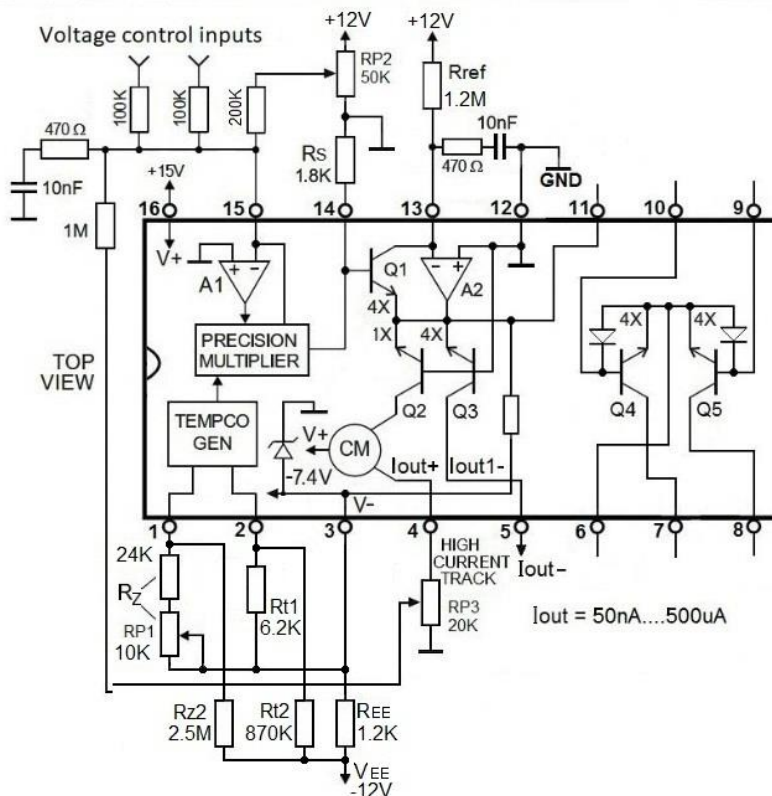 Voltage control inputs
+12V
+12V
100K
100K
200K
RP2
50K
Rref
1.2M
470 Ω
10nF
1M
+15V
RS
1.8K
470 Ω
10nF
GND
16
15
14
13
12
11
10
9
V+
A1
+ -
Q1
4X
- +
A2
1X
4X
PRECISION
MULTIPLIER
Q2
Q3
4X
4X
Q4
Q5
TOP
VIEW
TEMPCO
GEN
V+
CM
-7.4V
V-
Iout+
Iout1-
1
2
3
4
5
6
7
8
24K
RZ
RP1
10K
Rt1
6.2K
HIGH
CURRENT
TRACK
RP3
20K
Iout-
Iout = 50nA....500uA
Rz2
2.5M
Rt2
870K
REE
1.2K
VEE
-12V